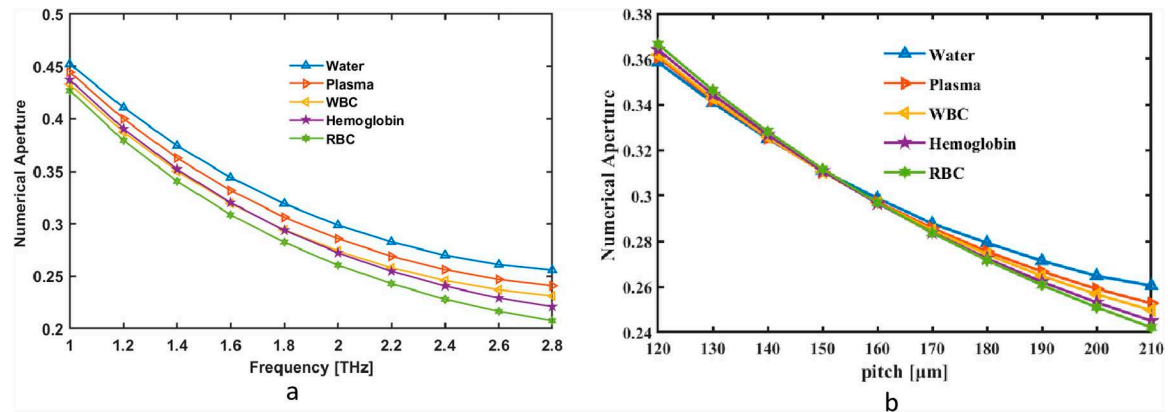 0.5
0.45
0.4
0.35
0.3
0.25
0.2
Numerical Aperture
Water
Plasma
WBC
Hemoglobin
RBC
1 1.2 1.4 1.6 1.8 2 2.2 2.4 2.6 2.8
Frequency [THz]
a
0.38
0.36
0.34
0.32
0.3
0.28
0.26
0.24
Numerical Aperture
Water
Plasma
WBC
Hemoglobin
RBC
120 130 140 150 160 170 180 190 200 210
pitch [µm]
b